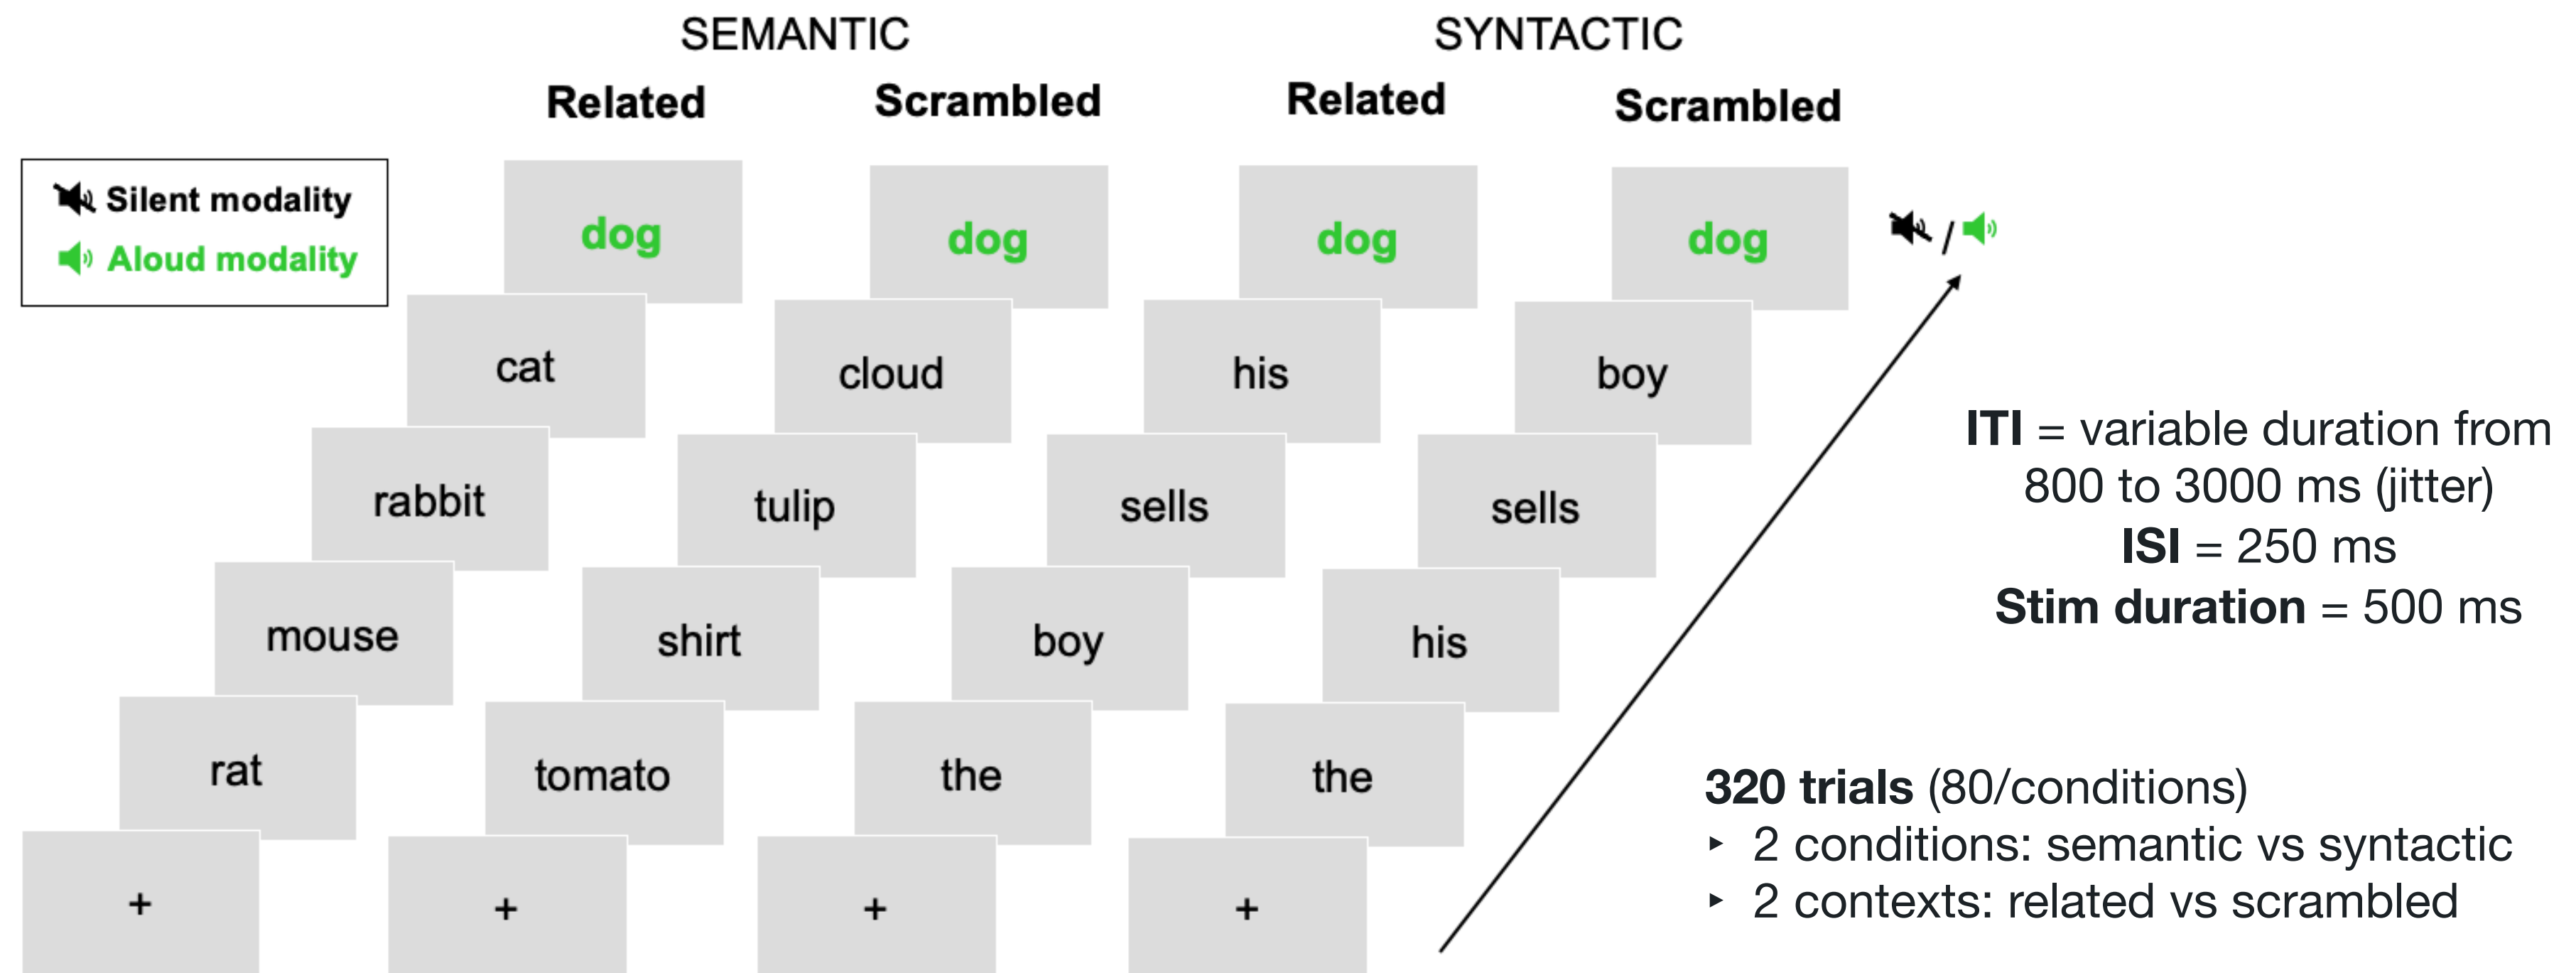 SEMANTIC
SYNTACTIC
Related
Scrambled
Related
Scrambled
Silent modality
Aloud modality
dog
dog
dog
dog
/
cat
cloud
his
boy
rabbit
tulip
sells
sells
mouse
shirt
boy
his
rat
tomato
the
the
+
+
+
+
ITI = variable duration from
800 to 3000 ms (jitter)
ISI = 250 ms
Stim duration = 500 ms
320 trials (80/conditions)
‣ 2 conditions: semantic vs syntactic
‣ 2 contexts: related vs scrambled